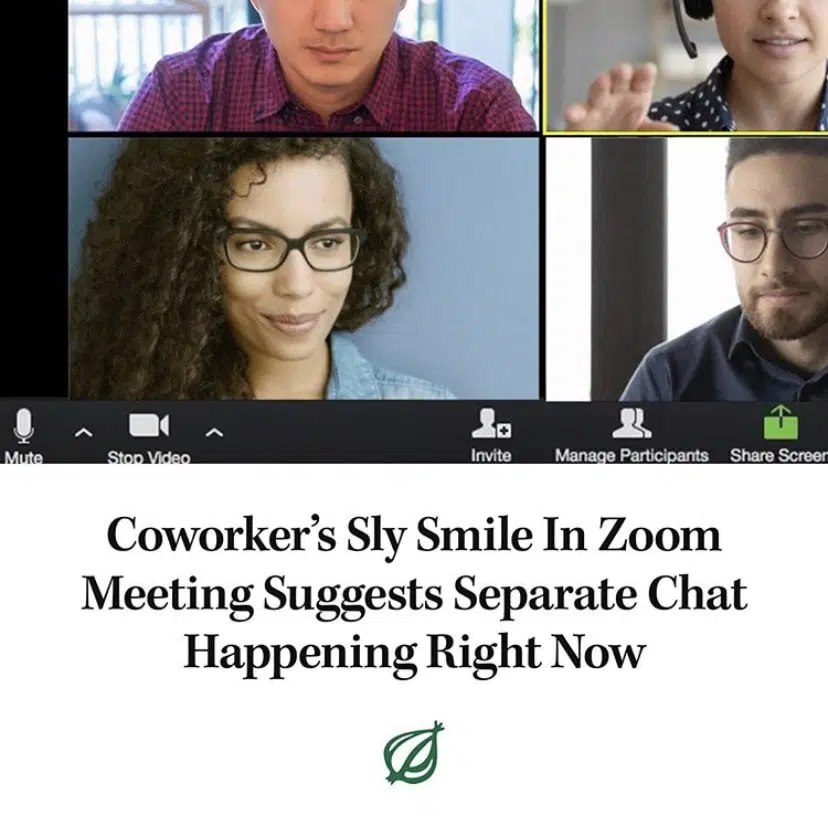 Mute
Stop Video
Invite
Manage Participants
Share Screen
Coworker’s Sly Smile In Zoom
Meeting Suggests Separate Chat
Happening Right Now